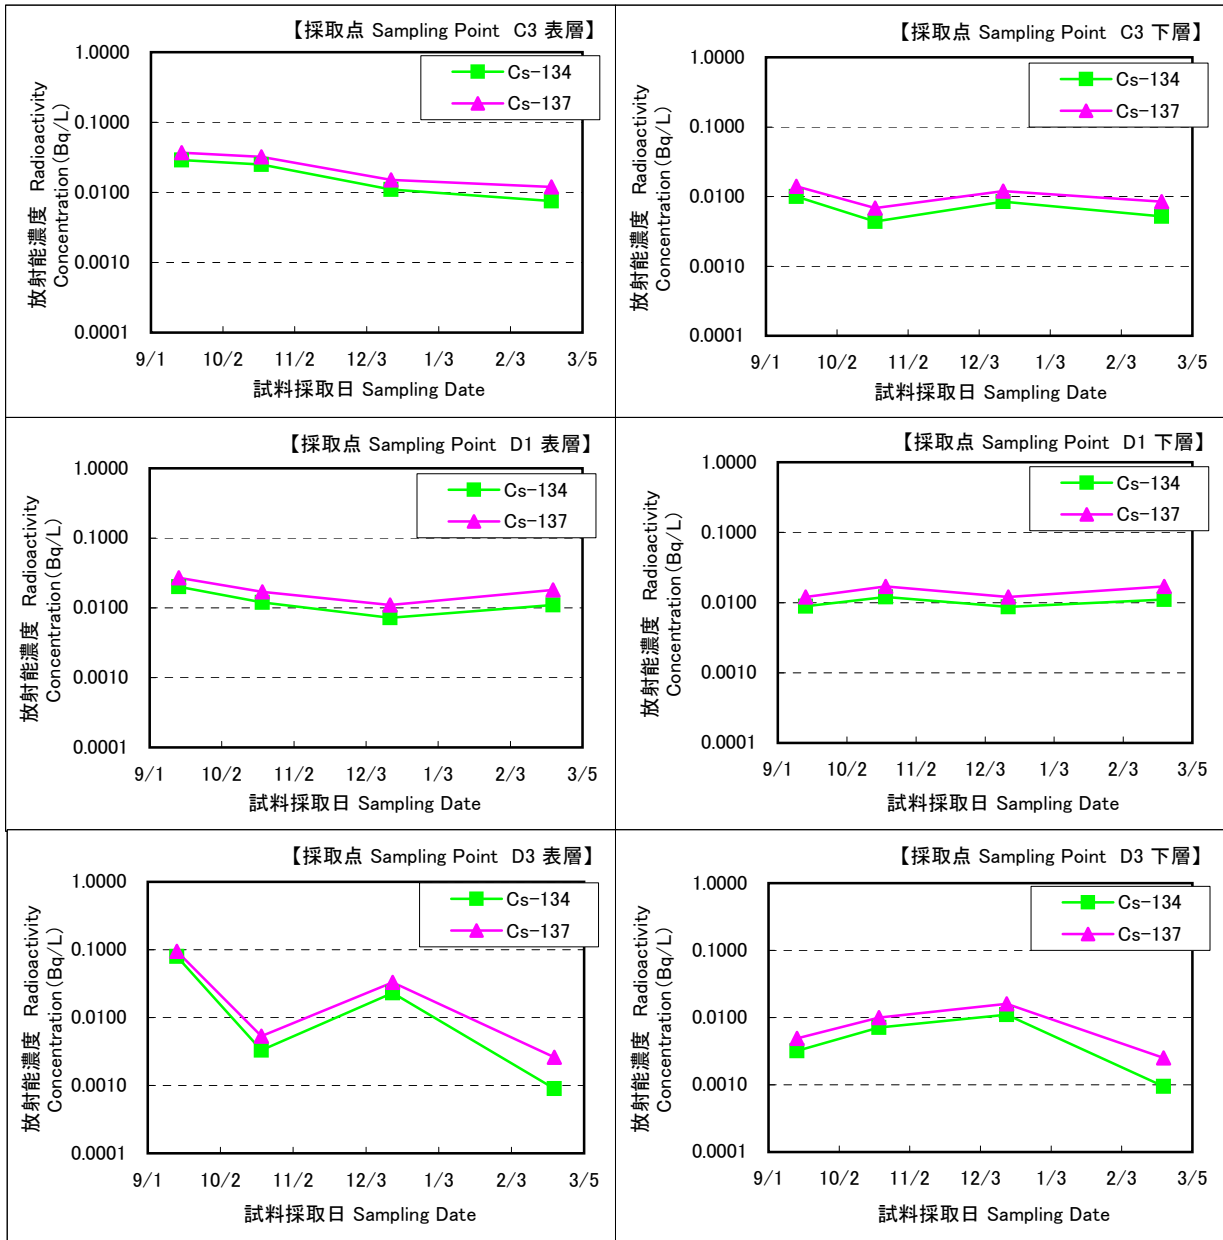 【採取点 Sampling Point C3 表層】
放射能濃度 Radioactivity
Concentration(Bq/L)
1.0000
0.1000
0.0100
0.0010
0.0001
Cs-134
Cs-137
9/1 10/2 11/2 12/3 1/3 2/3 3/5
試料採取日 Sampling Date
【採取点 Sampling Point C3 下層】
放射能濃度 Radioactivity
Concentration(Bq/L)
1.0000
0.1000
0.0100
0.0010
0.0001
Cs-134
Cs-137
9/1 10/2 11/2 12/3 1/3 2/3 3/5
試料採取日 Sampling Date
【採取点 Sampling Point D1 表層】
放射能濃度 Radioactivity
Concentration(Bq/L)
1.0000
0.1000
0.0100
0.0010
0.0001
Cs-134
Cs-137
9/1 10/2 11/2 12/3 1/3 2/3 3/5
試料採取日 Sampling Date
【採取点 Sampling Point D1 下層】
放射能濃度 Radioactivity
Concentration(Bq/L)
1.0000
0.1000
0.0100
0.0010
0.0001
Cs-134
Cs-137
9/1 10/2 11/2 12/3 1/3 2/3 3/5
試料採取日 Sampling Date
【採取点 Sampling Point D3 表層】
放射能濃度 Radioactivity
Concentration(Bq/L)
1.0000
0.1000
0.0100
0.0010
0.0001
Cs-134
Cs-137
9/1 10/2 11/2 12/3 1/3 2/3 3/5
試料採取日 Sampling Date
【採取点 Sampling Point D3 下層】
放射能濃度 Radioactivity
Concentration(Bq/L)
1.0000
0.1000
0.0100
0.0010
0.0001
Cs-134
Cs-137
9/1 10/2 11/2 12/3 1/3 2/3 3/5
試料採取日 Sampling Date